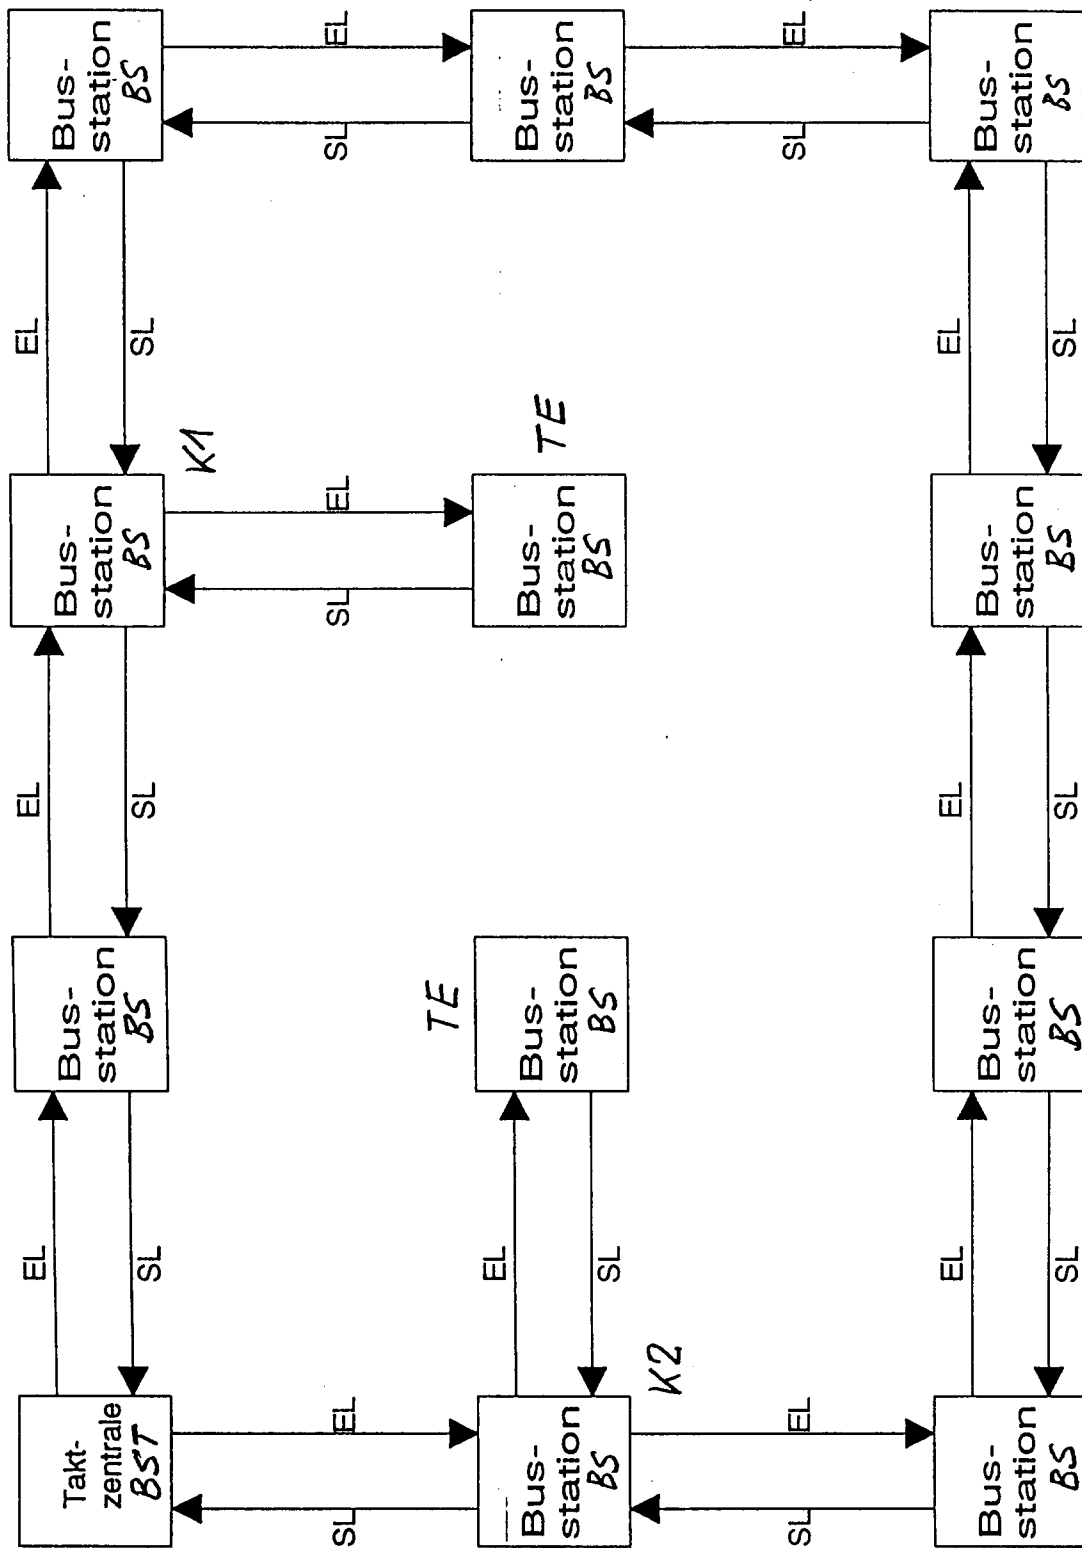 EL
EL
EL
Takt-
zentrale
BST
Bus-
station
BS
Bus-
station
BS
Bus-
station
BS
SL
SL
SL
K1
SL
EL
SL
EL
SL
EL
TE
EL
TE
Bus-
station
BS
Bus-
station
BS
Bus-
station
BS
Bus-
station
BS
SL
K2
SL
EL
SL
EL
EL
EL
EL
Bus-
station
BS
Bus-
station
BS
Bus-
station
BS
Bus-
station
BS
SL
SL
SL